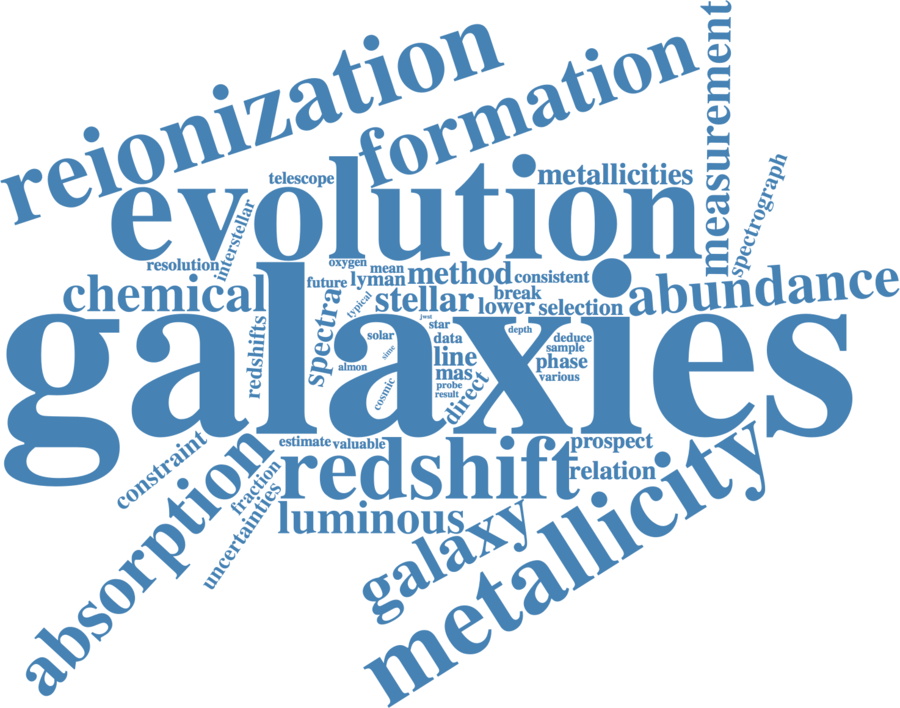 reionization
formation
measurement
telescope
evolution
metallicities
spectrograph
interstellar
resolution
oxygen
mean
method
consistent
future
lyman
chemical
typical
stellar
break
lower
selection
abundance
galaxies
redshifts
spectra
jwst
star
solar
data
depth
deduce
sample
sime
line
almon
mas
phase
various
cosmic
probe
result
direct
constraint
absorption
estimate
valuable
redshift
prospect
relation
fraction
uncertainties
luminous
galaxy
metallicity